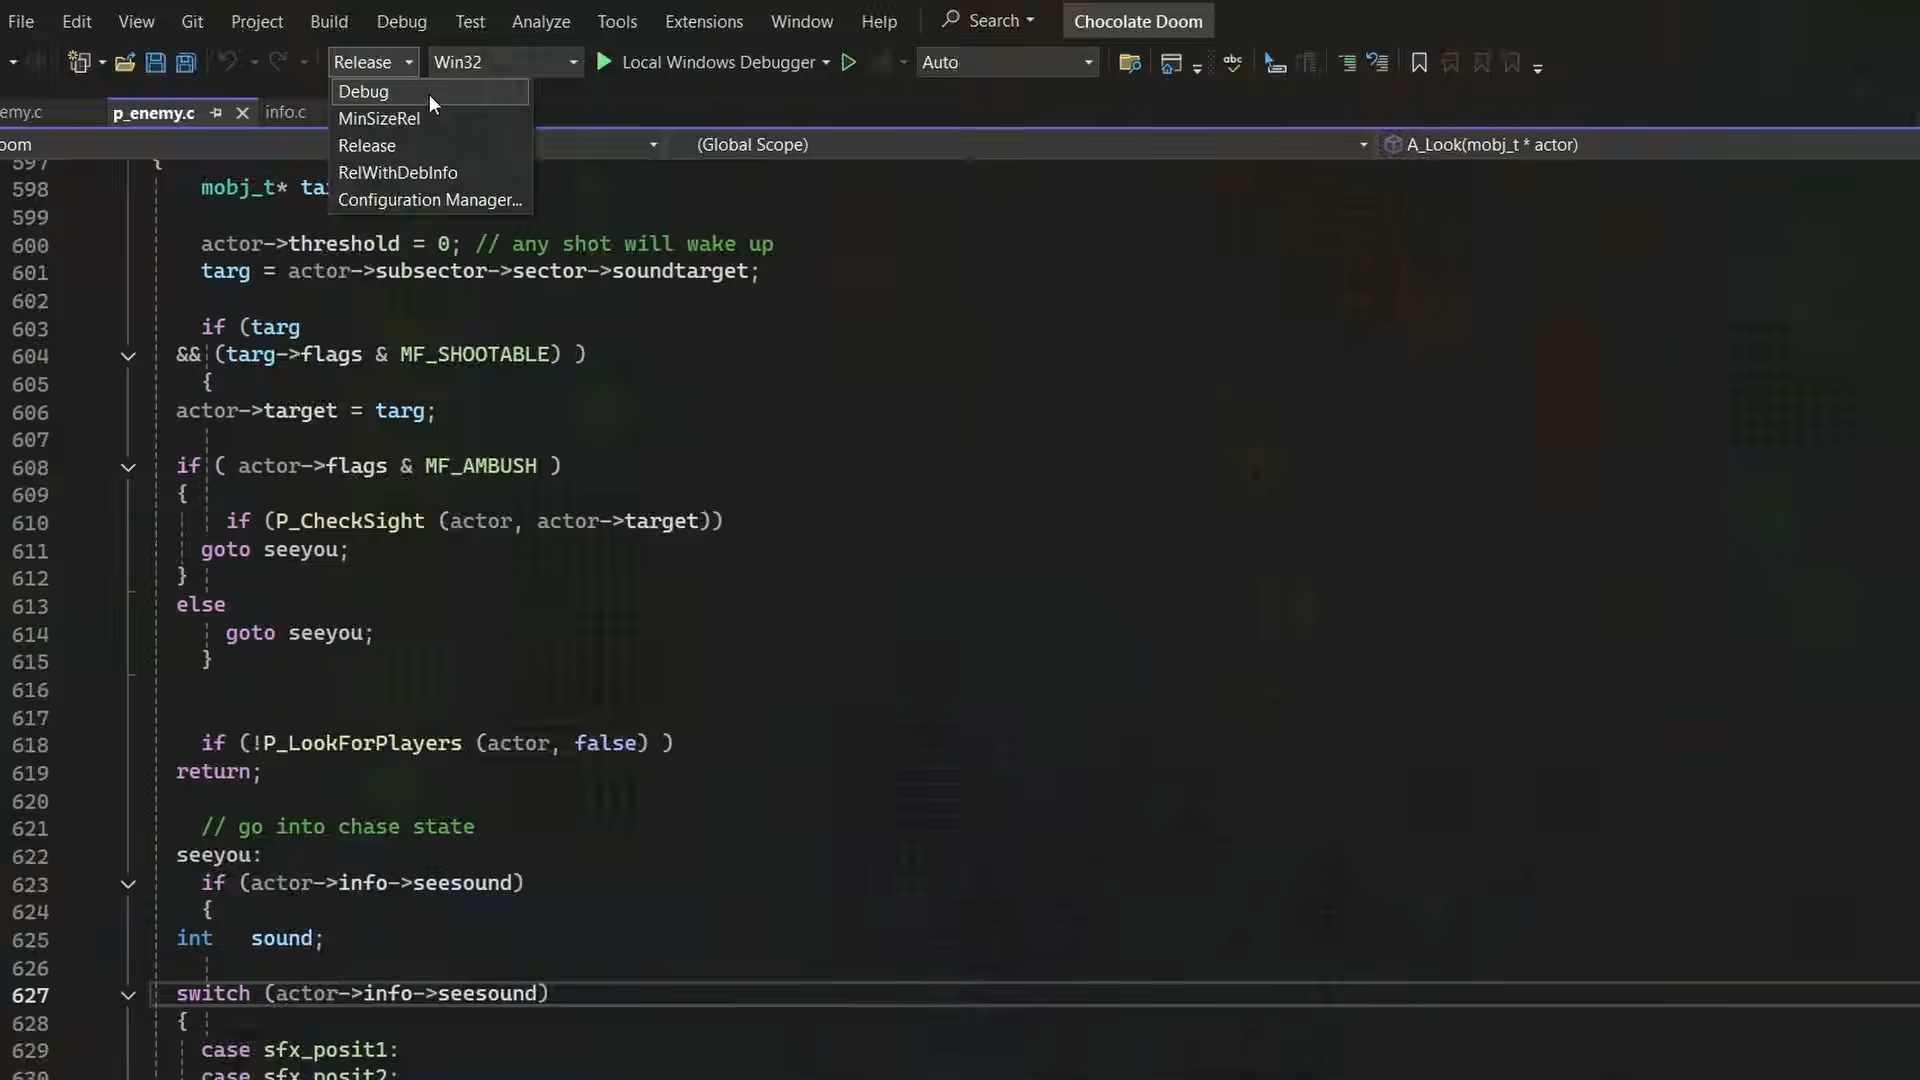 File Edit View Git Project Build Debug Test Analyze Tools Extensions Window Help Search Chocolate Doom
Release Win32 Local Windows Debugger Auto
Debug
emy.c p_enemy.c info.c
MinSizeRel
oom (Global Scope) A_Look(mobj_t * actor)
Release
RelWithDebInfo
Configuration Manager...
597 {
598 mobj_t* ta
599
600 actor->threshold = 0; // any shot will wake up
601 targ = actor->subsector->sector->soundtarget;
602
603 if (targ
604 && (targ->flags & MF_SHOOTABLE) )
605 {
606 actor->target = targ;
607
608 if ( actor->flags & MF_AMBUSH )
609 {
610 if (P_CheckSight (actor, actor->target))
611 goto seeyou;
612 }
613 else
614 goto seeyou;
615 }
616
617
618 if (!P_LookForPlayers (actor, false) )
619 return;
620
621 // go into chase state
622 seeyou:
623 if (actor->info->seesound)
624 {
625 int sound;
626
627 switch (actor->info->seesound)
628 {
629 case sfx_posit1:
630 case sfx_posit2: